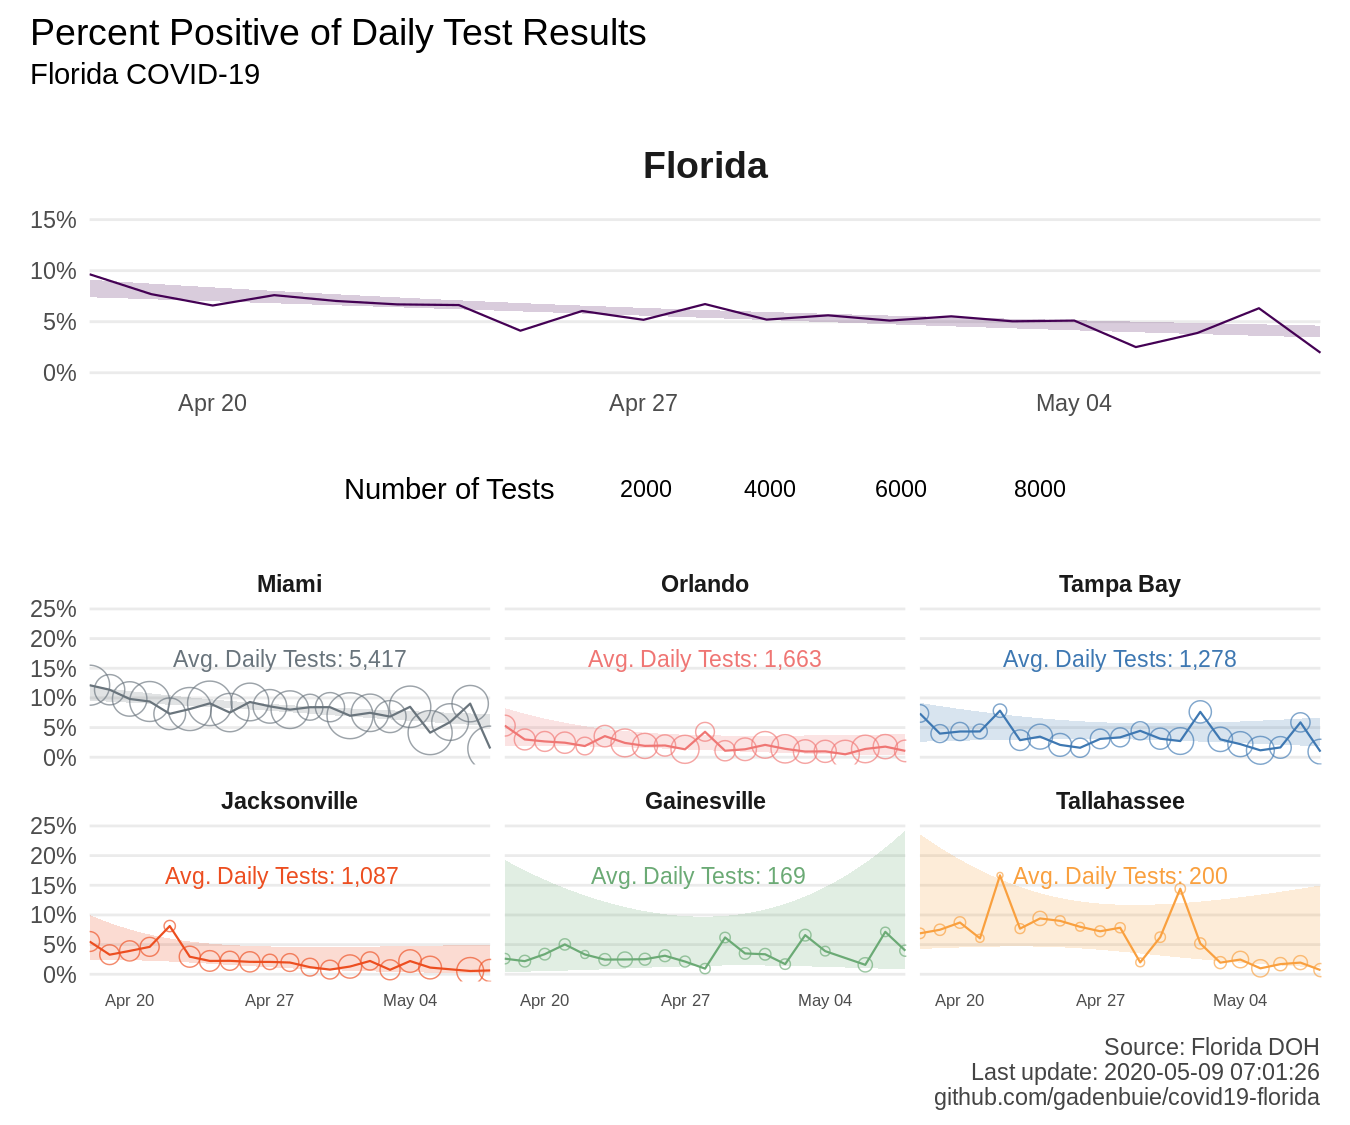 Percent Positive of Daily Test Results
Florida COVID-19
Florida
15%
10%
5%
0%
Apr 20 Apr 27 May 04
Number of Tests 2000 4000 6000 8000
Miami Orlando Tampa Bay
25%
20%
Avg. Daily Tests: 5,417 Avg. Daily Tests: 1,663 Avg. Daily Tests: 1,278
15%
10%
5%
0%
Jacksonville Gainesville Tallahassee
25%
20%
Avg. Daily Tests: 1,087 Avg. Daily Tests: 169 Avg. Daily Tests: 200
15%
10%
5%
0%
Apr 20 Apr 27 May 04 Apr 20 Apr 27 May 04 Apr 20 Apr 27 May 04
Source: Florida DOH
Last update: 2020-05-09 07:01:26
github.com/gadenbuie/covid19-florida